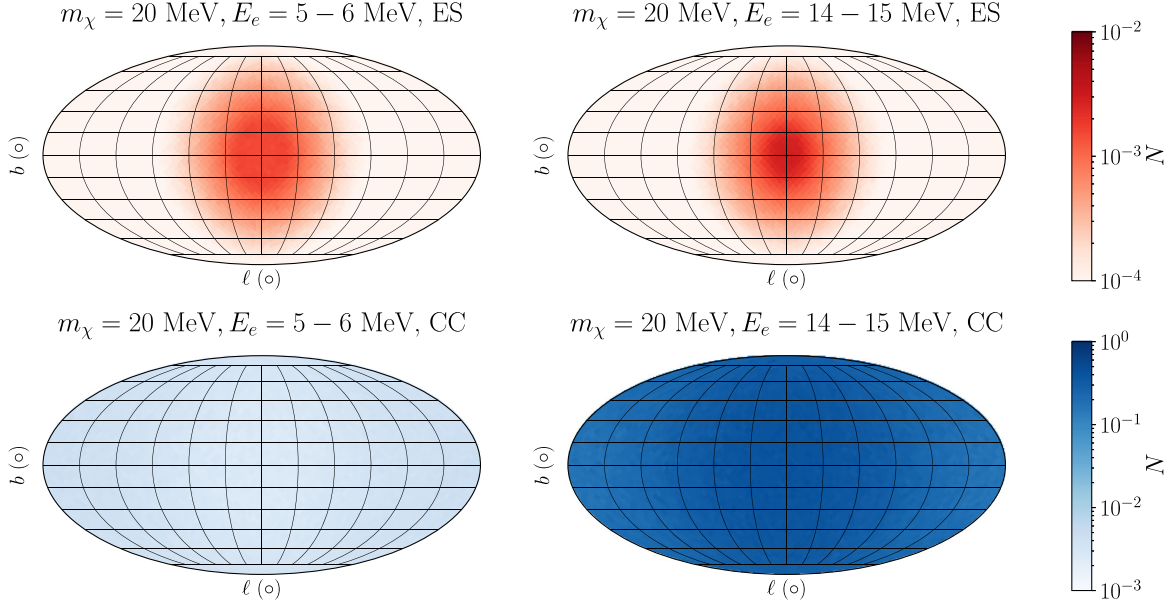 m_χ = 20 MeV, E_e = 5 − 6 MeV, ES
b (∘)
ℓ (∘)
m_χ = 20 MeV, E_e = 14 − 15 MeV, ES
b (∘)
ℓ (∘)
10^−2
10^−3
10^−4
N
m_χ = 20 MeV, E_e = 5 − 6 MeV, CC
b (∘)
ℓ (∘)
m_χ = 20 MeV, E_e = 14 − 15 MeV, CC
b (∘)
ℓ (∘)
10^0
10^−1
10^−2
10^−3
N